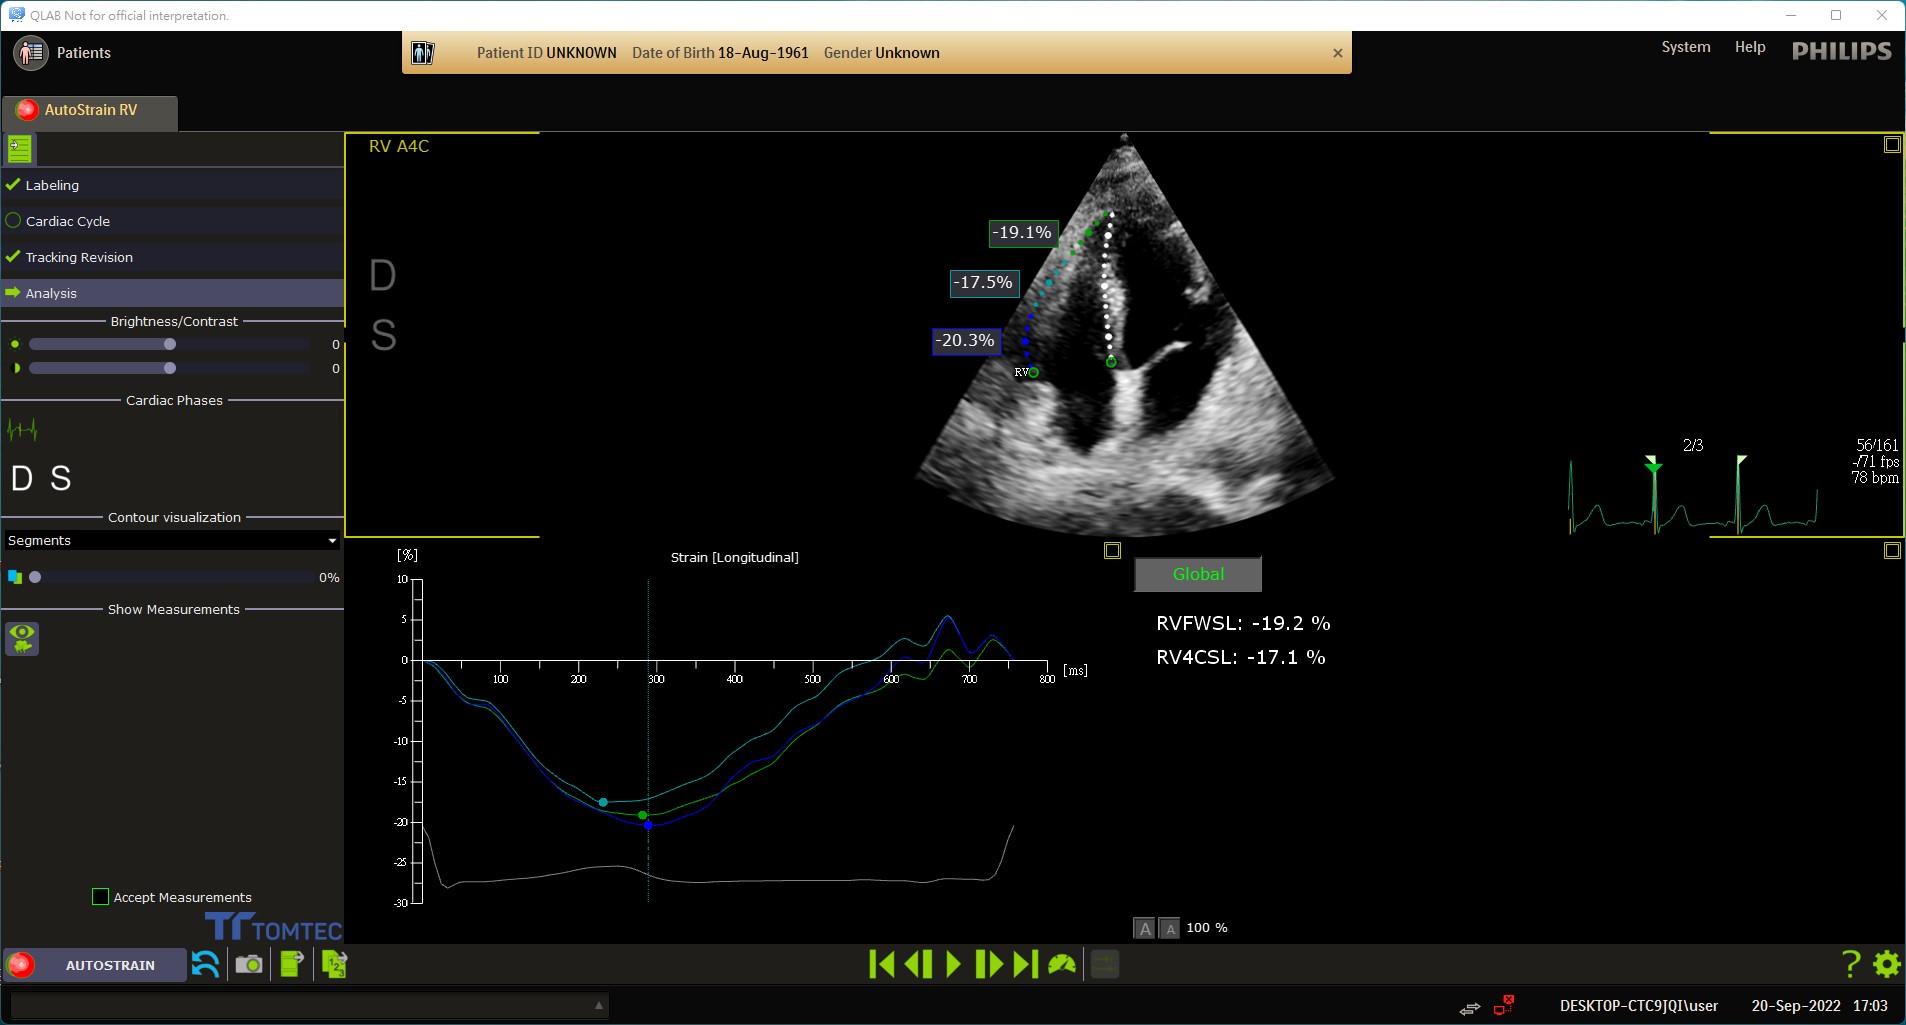 QLAB Not for official interpretation.
Patients
Patient ID UNKNOWN Date of Birth 18-Aug-1961 Gender Unknown
System Help PHILIPS
AutoStrain RV
RV A4C
Labeling
Cardiac Cycle
Tracking Revision
Analysis
Brightness/Contrast
0
0
Cardiac Phases
D S
Contour visualization
Segments
0%
Show Measurements
Accept Measurements
TOMTEC
D
S
-19.1%
-17.5%
-20.3%
RV
2/3
56/161
-/71 fps
78 bpm
[%]
Strain [Longitudinal]
10
5
0
-5
-10
-15
-20
-25
-30
100 200 300 400 500 600 700 800 [ms]
Global
RVFWSL: -19.2 %
RV4CSL: -17.1 %
A A 100 %
AUTOSTRAIN
123
?
DESKTOP-CTC9JQI\user 20-Sep-2022 17:03